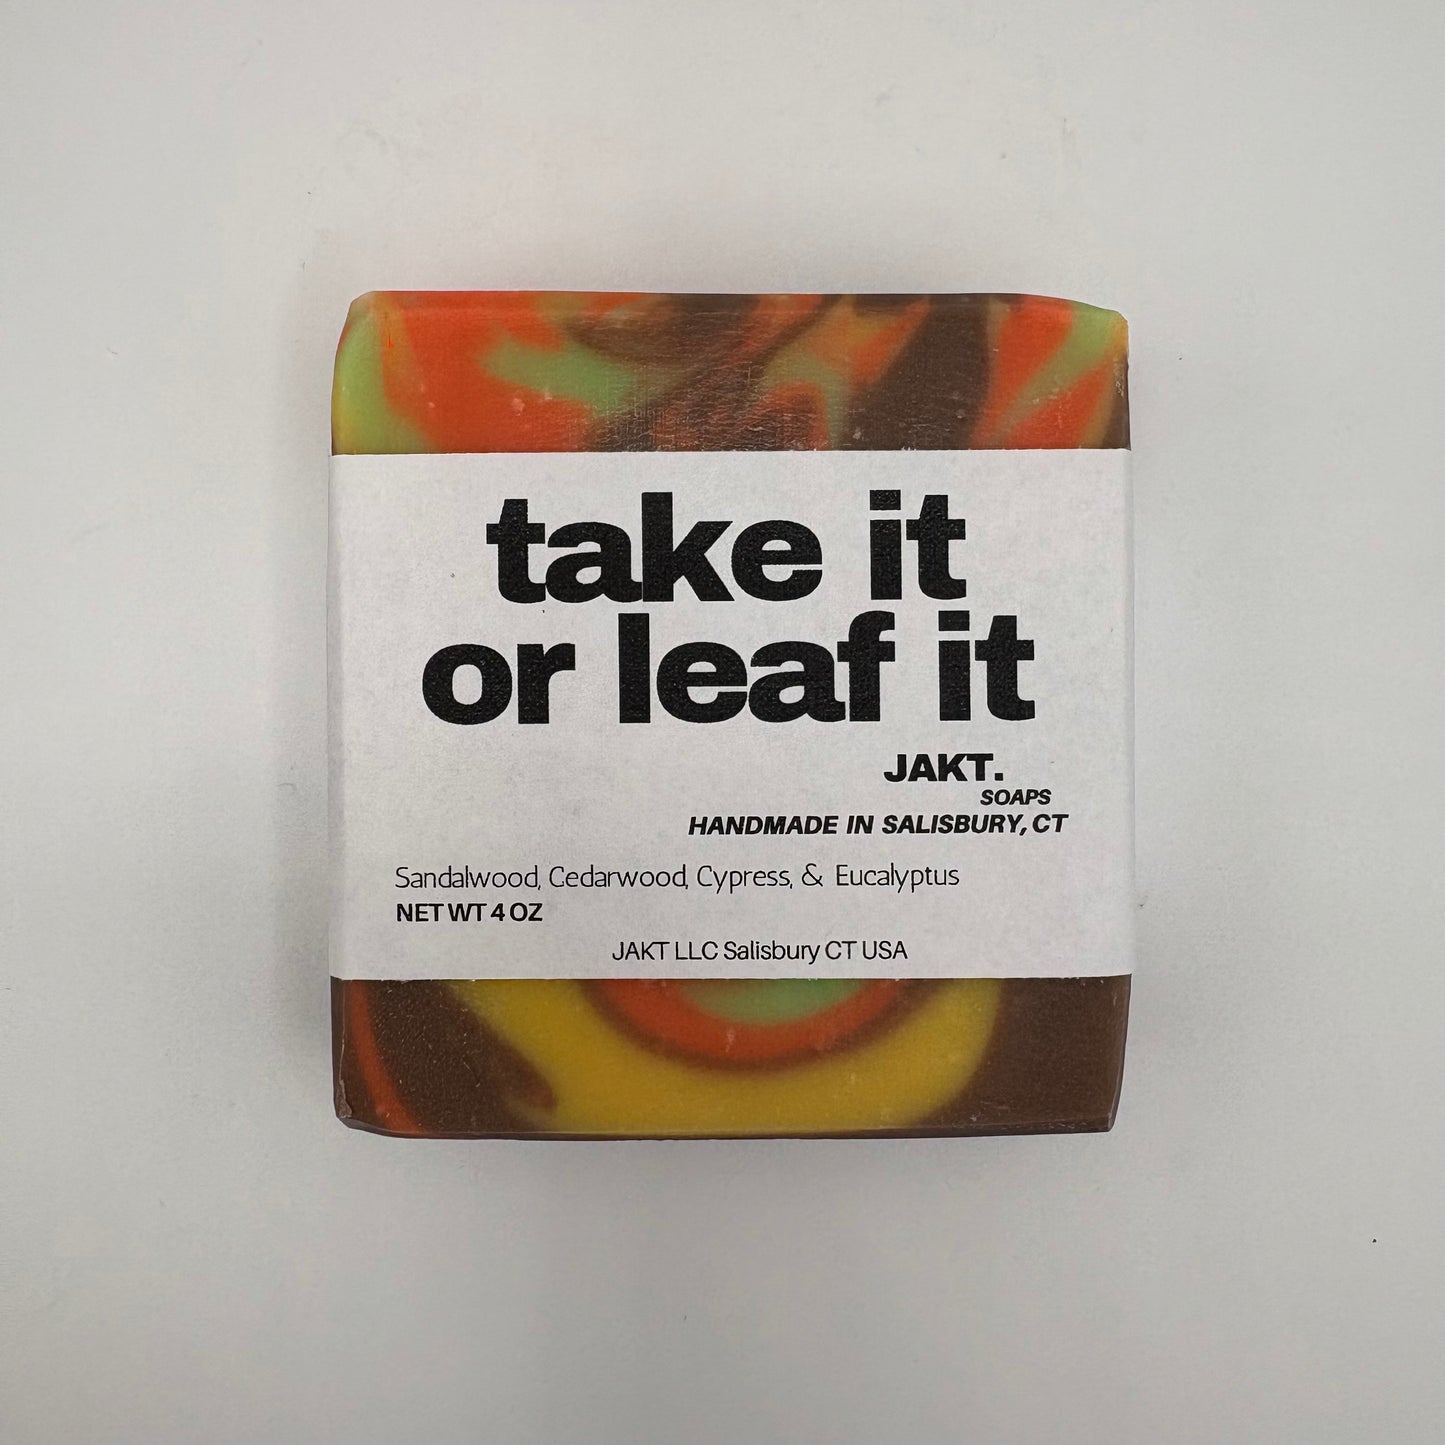 take it
or leaf it
JAKT.
SOAPS
HANDMADE IN SALISBURY, CT
Sandalwood, Cedarwood, Cypress, & Eucalyptus
NET WT 4 OZ
JAKT LLC Salisbury CT USA